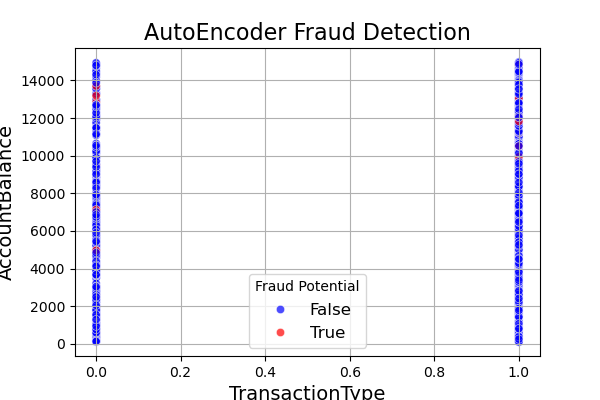 AutoEncoder Fraud Detection
AccountBalance
14000
12000
10000
8000
6000
4000
2000
0
Fraud Potential
False
True
0.0 0.2 0.4 0.6 0.8 1.0
TransactionType